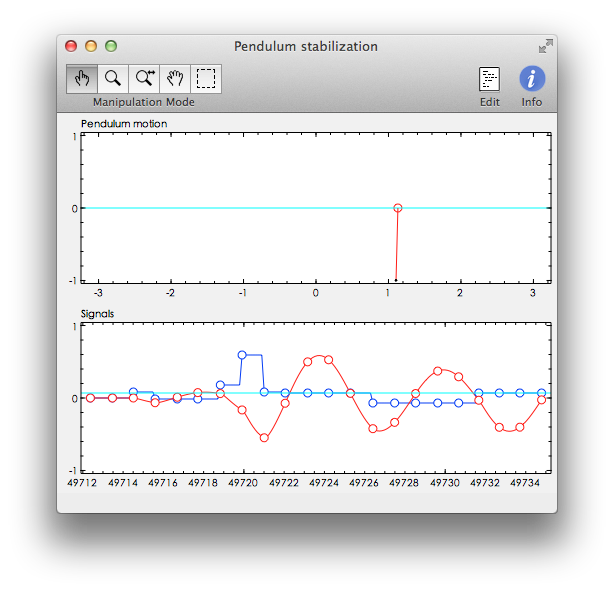 Pendulum stabilization
Manipulation Mode
Edit
Info
Pendulum motion
1
0
-1
-3 -2 -1 0 1 2 3
Signals
1
0
-1
49712 49714 49716 49718 49720 49722 49724 49726 49728 49730 49732 49734